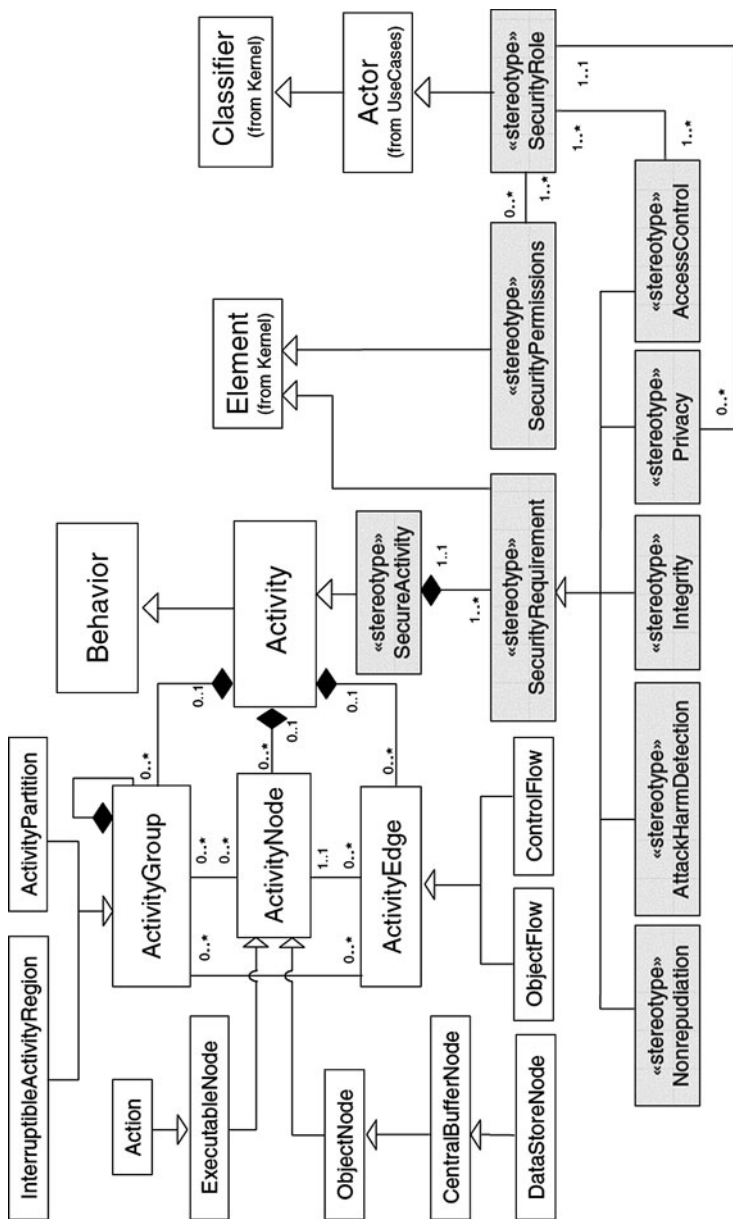 InterruptibleActivityRegion
ActivityPartition
Behavior
Classifier
(from Kernel)
Action
ActivityGroup
0..*
0..1
Element
(from Kernel)
Actor
(from UseCases)
ExecutableNode
0..*
0..*
0..*
ActivityNode
0..*
0..1
Activity
ObjectNode
1..1
0..1
0..*
0..*
0..*
ActivityEdge
«stereotype»
SecureActivity
1..1
1..*
CentralBufferNode
DataStoreNode
ObjectFlow
ControlFlow
«stereotype»
SecurityRequirement
«stereotype»
SecurityPermissions
0..*
1..*
«stereotype»
SecurityRole
1..*
1..1
«stereotype»
Nonrepudiation
«stereotype»
AttackHarmDetection
«stereotype»
Integrity
«stereotype»
Privacy
0..*
«stereotype»
AccessControl
1..*